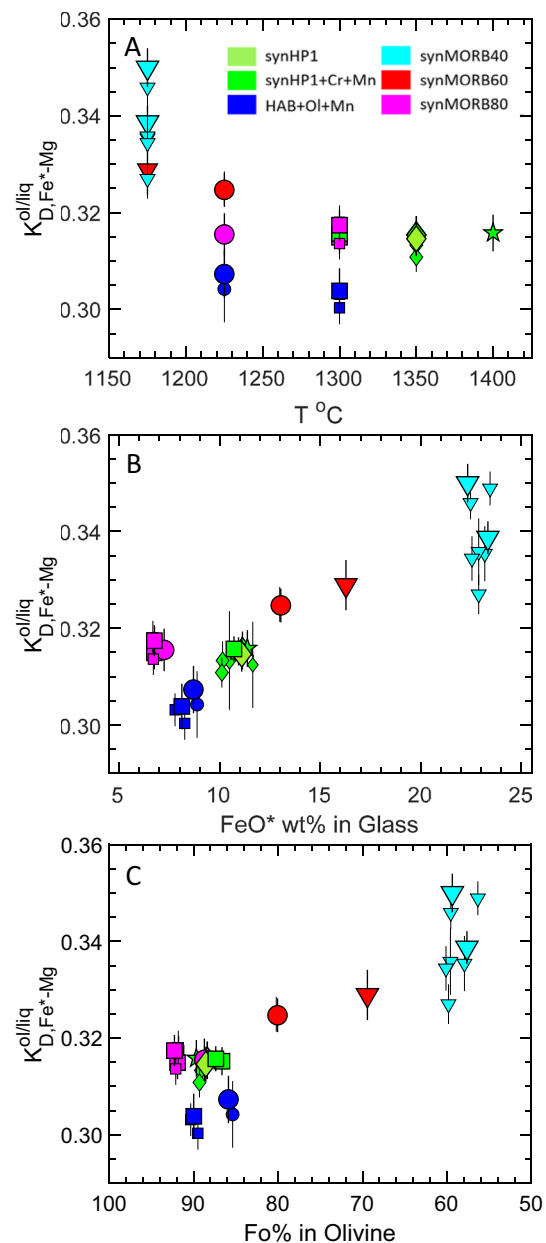 0.36
A
synHP1
synMORB40
synHP1+Cr+Mn
synMORB60
HAB+Ol+Mn
synMORB80
0.34
0.32
0.30
K ol/liq D,Fe*-Mg
1150 1200 1250 1300 1350 1400
T °C
0.36
B
0.34
0.32
0.30
K ol/liq D,Fe*-Mg
5 10 15 20 25
FeO* wt% in Glass
0.36
C
0.34
0.32
0.30
K ol/liq D,Fe*-Mg
100 90 80 70 60 50
Fo% in Olivine